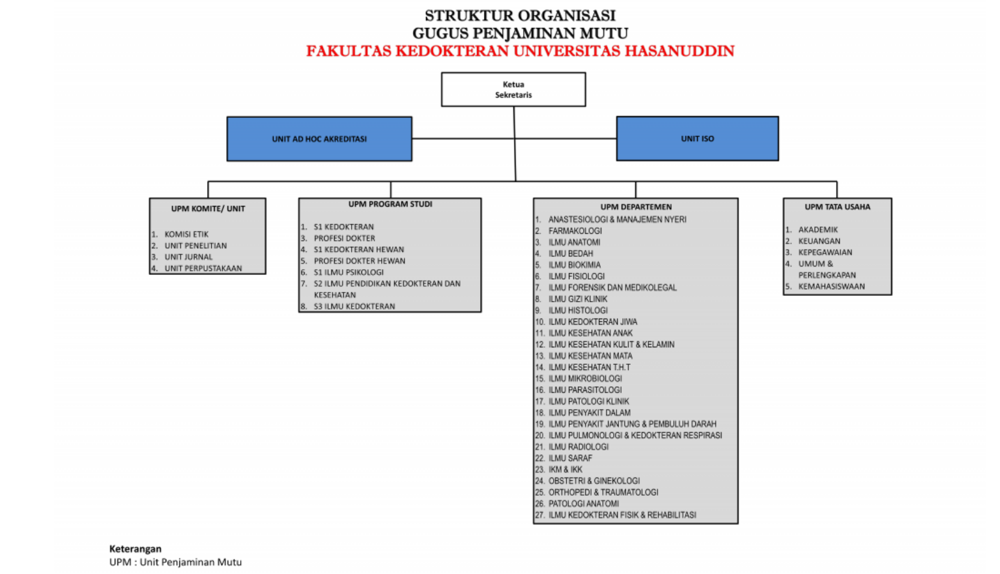 STRUKTUR ORGANISASI
GUGUS PENJAMINAN MUTU
FAKULTAS KEDOKTERAN UNIVERSITAS HASANUDDIN
Ketua
Sekretaris
UNIT AD HOC AKREDITASI
UNIT ISO
UPM KOMITE/ UNIT
1. KOMISI ETIK
2. UNIT PENELITIAN
3. UNIT JURNAL
4. UNIT PERPUSTAKAAN
UPM PROGRAM STUDI
1. S1 KEDOKTERAN
3. PROFESI DOKTER
4. S1 KEDOKTERAN HEWAN
5. PROFESI DOKTER HEWAN
6. S1 ILMU PSIKOLOGI
7. S2 ILMU PENDIDIKAN KEDOKTERAN DAN
KESEHATAN
8. S3 ILMU KEDOKTERAN
UPM DEPARTEMEN
1. ANASTESIOLOGI & MANAJEMEN NYERI
2. FARMAKOLOGI
3. ILMU ANATOMI
4. ILMU BEDAH
5. ILMU BIOKIMIA
6. ILMU FISIOLOGI
7. ILMU FORENSIK DAN MEDIKOLEGAL
8. ILMU GIZI KLINIK
9. ILMU HISTOLOGI
10. ILMU KEDOKTERAN JIWA
11. ILMU KESEHATAN ANAK
12. ILMU KESEHATAN KULIT & KELAMIN
13. ILMU KESEHATAN MATA
14. ILMU KESEHATAN T.H.T
15. ILMU MIKROBIOLOGI
16. ILMU PARASITOLOGI
17. ILMU PATOLOGI KLINIK
18. ILMU PENYAKIT DALAM
19. ILMU PENYAKIT JANTUNG & PEMBULUH DARAH
20. ILMU PULMONOLOGI & KEDOKTERAN RESPIRASI
21. ILMU RADIOLOGI
22. ILMU SARAF
23. IKM & IKK
24. OBSTETRI & GINEKOLOGI
25. ORTHOPEDI & TRAUMATOLOGI
26. PATOLOGI ANATOMI
27. ILMU KEDOKTERAN FISIK & REHABILITASI
UPM TATA USAHA
1. AKADEMIK
2. KEUANGAN
3. KEPEGAWAIAN
4. UMUM &
PERLENGKAPAN
5. KEMAHASISWAAN
Keterangan
UPM : Unit Penjaminan Mutu